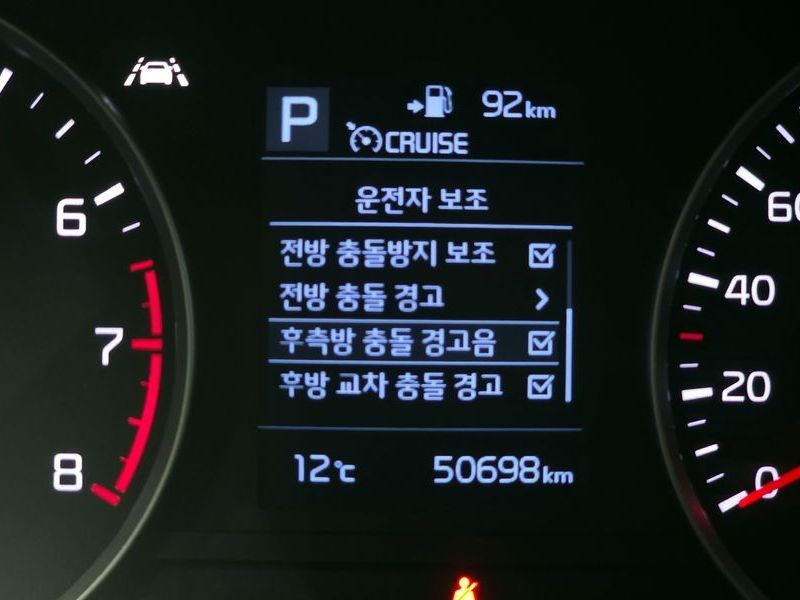 P 92km
CRUISE
운전자 보조
전방 충돌방지 보조
전방 충돌 경고
후측방 충돌 경고음
후방 교차 충돌 경고
12℃ 50698km
6
7
8
60
40
20
0